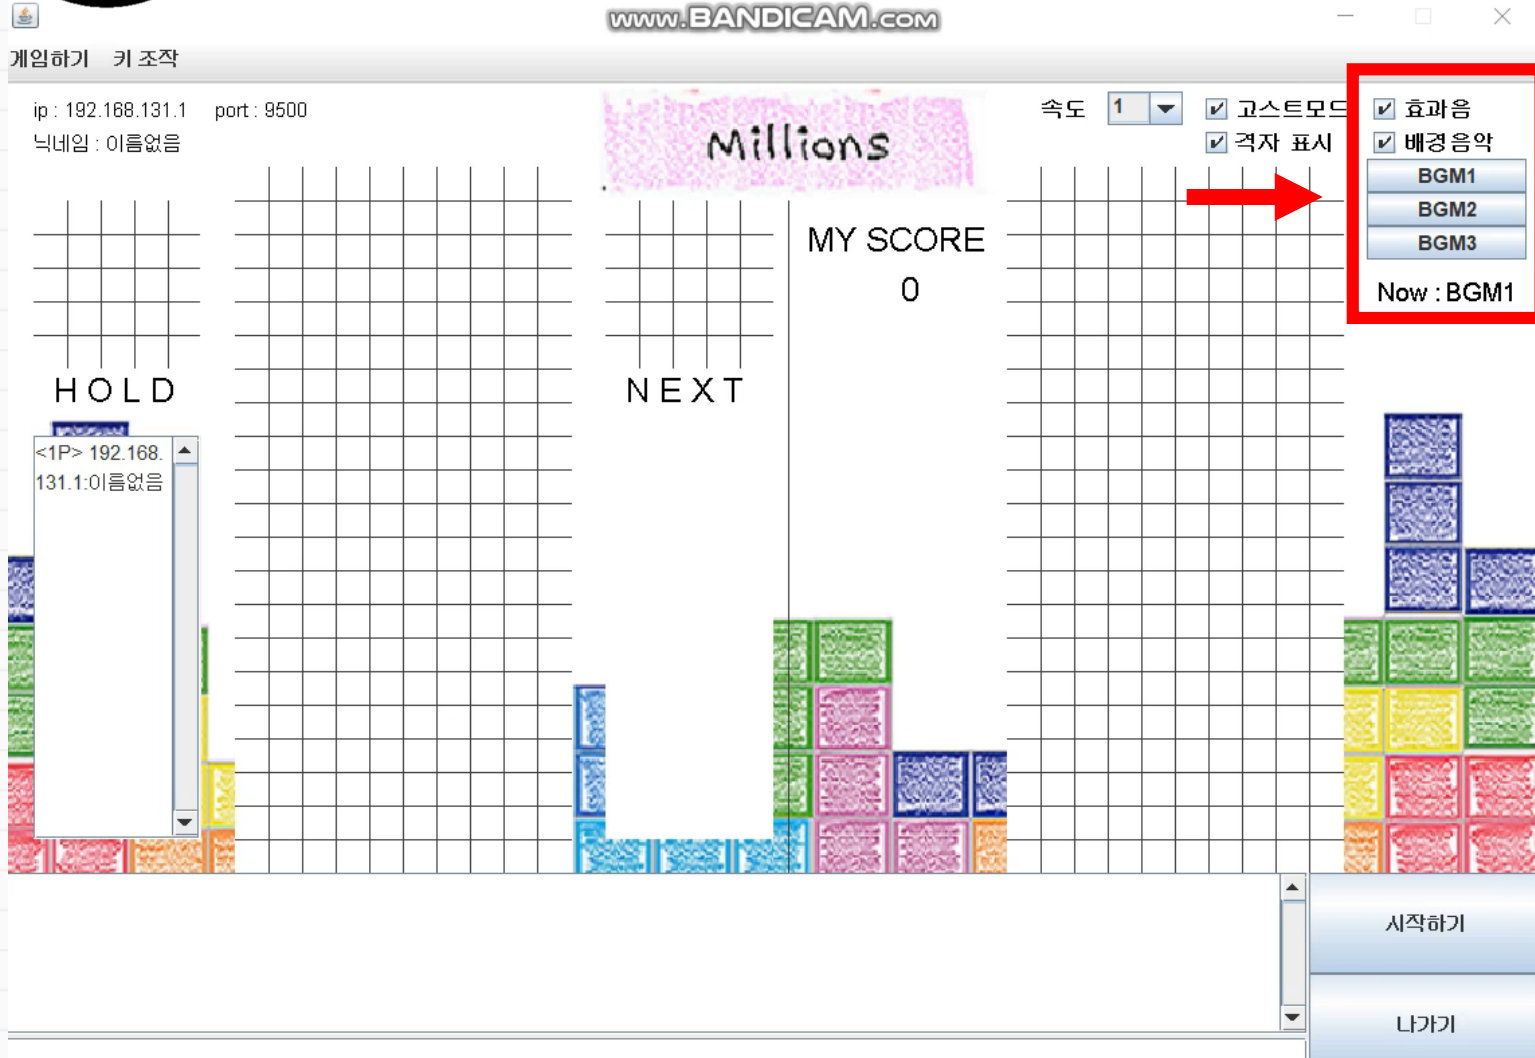 www.BANDICAM.com
게임하기 키 조작
ip : 192.168.131.1 port : 9500
닉네임 : 이름없음
Millions
속도 1
고스트모드
격자 표시
효과음
배경음악
BGM1
BGM2
BGM3
Now : BGM1
MY SCORE
0
HOLD
NEXT
<1P> 192.168.
131.1:이름없음
시작하기
나가기